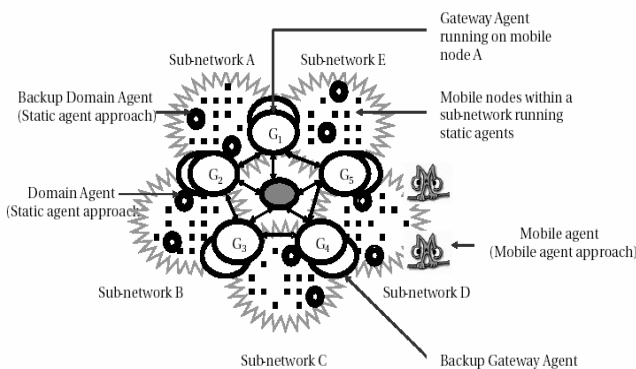 Gateway Agent
running on mobile
node A
Sub-network A
Sub-network E
Backup Domain Agent
(Static agent approach)
Mobile nodes within a
sub-network running
static agents
G1
G2
G5
Domain Agent
(Static agent approac
G3
G4
Mobile agent
(Mobile agent approach)
Sub-network B
Sub-network D
Sub-network C
Backup Gateway Agent